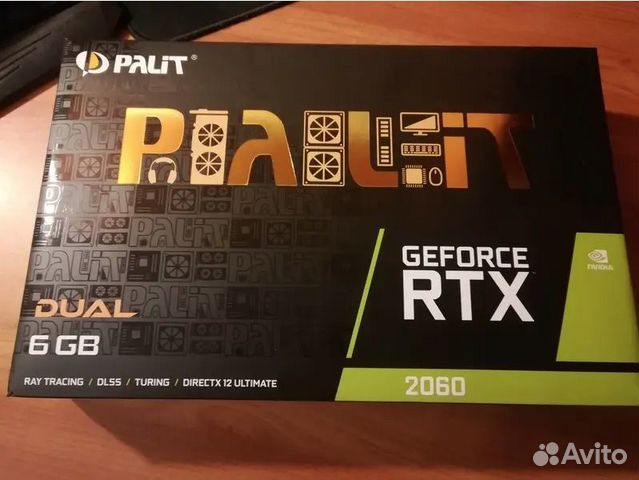 PALiT®
PALiT
GEFORCE
RTX
NVIDIA
DUAL
6 GB
RAY TRACING / DLSS / TURING / DIRECTX 12 ULTIMATE
2060
Avito